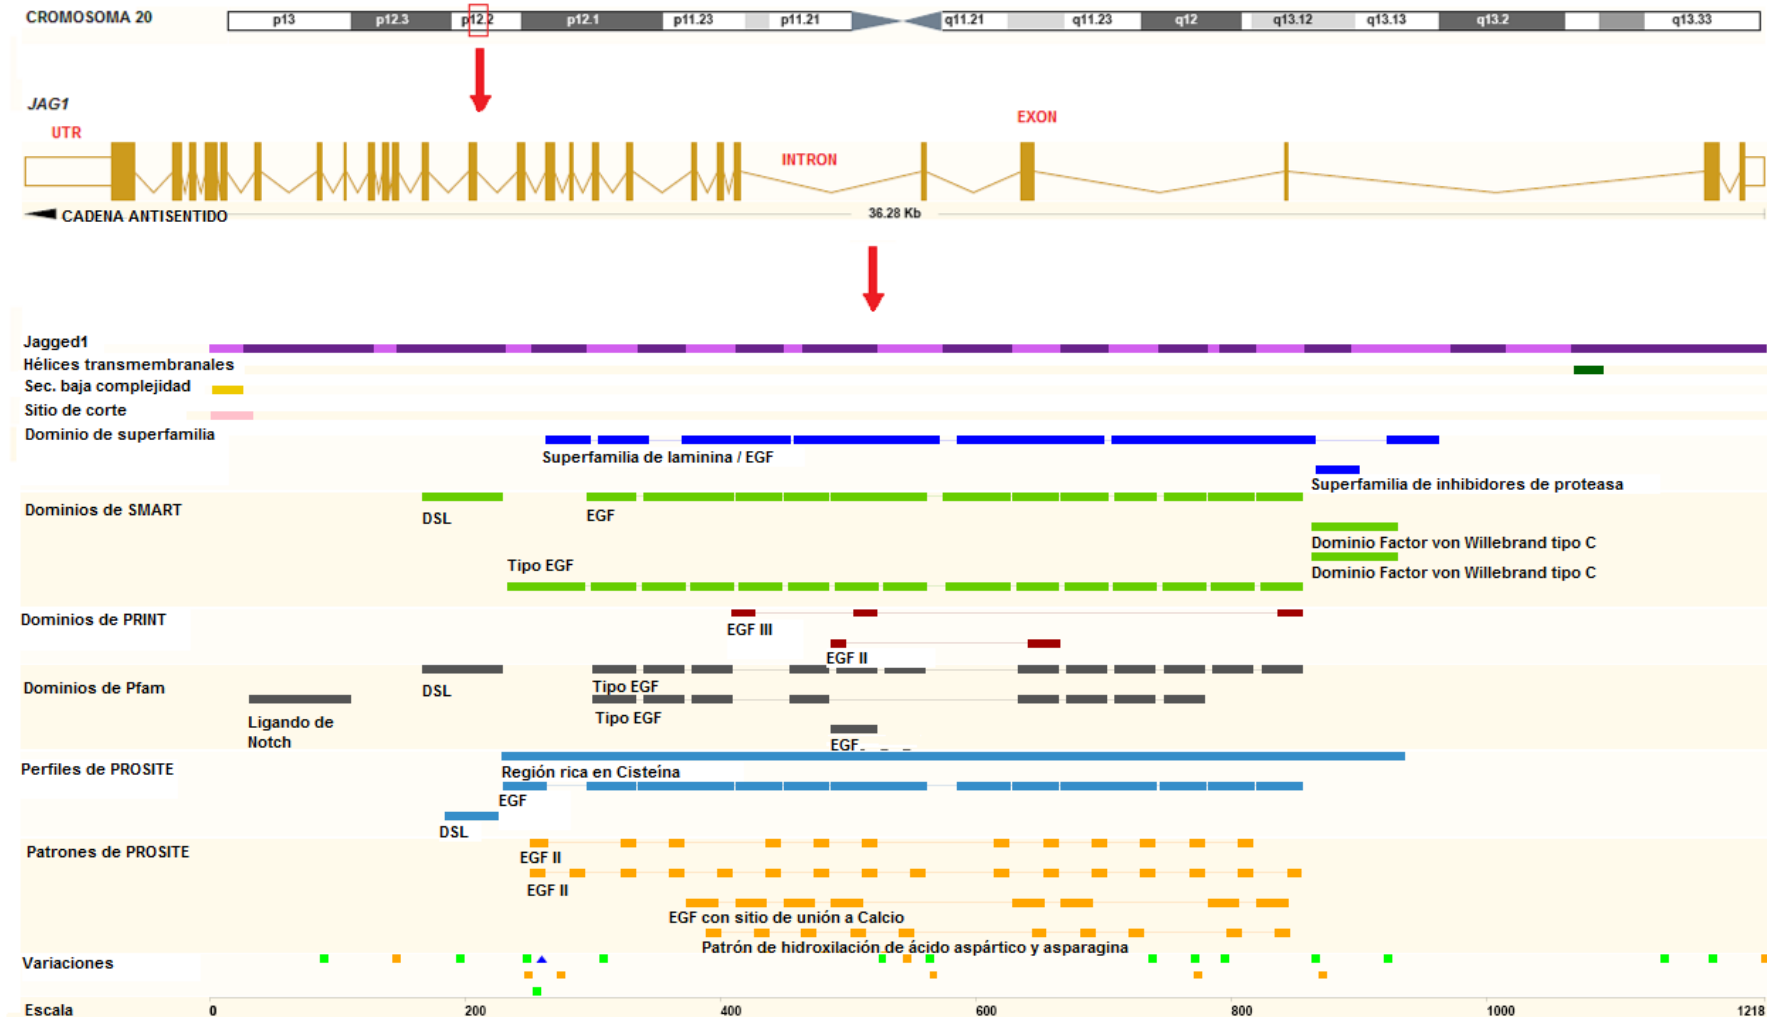 CROMOSOMA 20
p13 p12.3 p12.2 p12.1 p11.23 p11.21 q11.21 q11.23 q12 q13.12 q13.13 q13.2 q13.33
JAG1
UTR
EXON
INTRON
CADENA ANTISENTIDO
36.28 Kb
Jagged1
Hélices transmembranales
Sec. baja complejidad
Sitio de corte
Dominio de superfamilia
Superfamilia de laminina / EGF
Superfamilia de inhibidores de proteasa
Dominios de SMART
DSL
EGF
Dominio Factor von Willebrand tipo C
Tipo EGF
Dominio Factor von Willebrand tipo C
Dominios de PRINT
EGF III
EGF II
Dominios de Pfam
DSL
Tipo EGF
Ligando de
Notch
Tipo EGF
EGF
Perfiles de PROSITE
Región rica en Cisteína
EGF
DSL
Patrones de PROSITE
EGF II
EGF II
EGF con sitio de unión a Calcio
Patrón de hidroxilación de ácido aspártico y asparagina
Variaciones
Escala 0 200 400 600 800 1000 1218